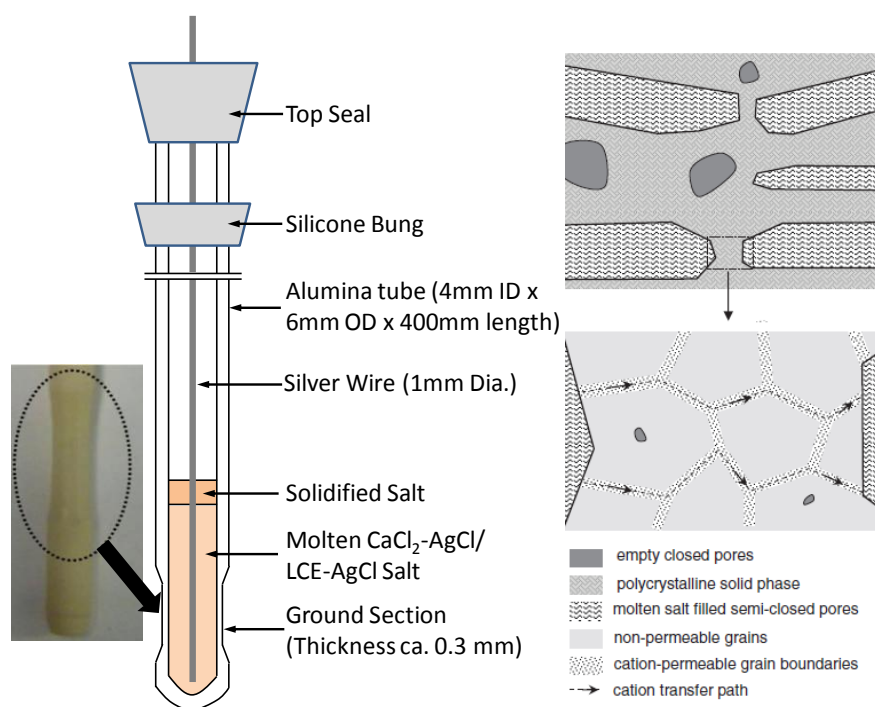 Top Seal
Silicone Bung
Alumina tube (4mm ID x
6mm OD x 400mm length)
Silver Wire (1mm Dia.)
Solidified Salt
Molten CaCl₂-AgCl/
LCE-AgCl Salt
Ground Section
(Thickness ca. 0.3 mm)
empty closed pores
polycrystalline solid phase
molten salt filled semi-closed pores
non-permeable grains
cation-permeable grain boundaries
cation transfer path